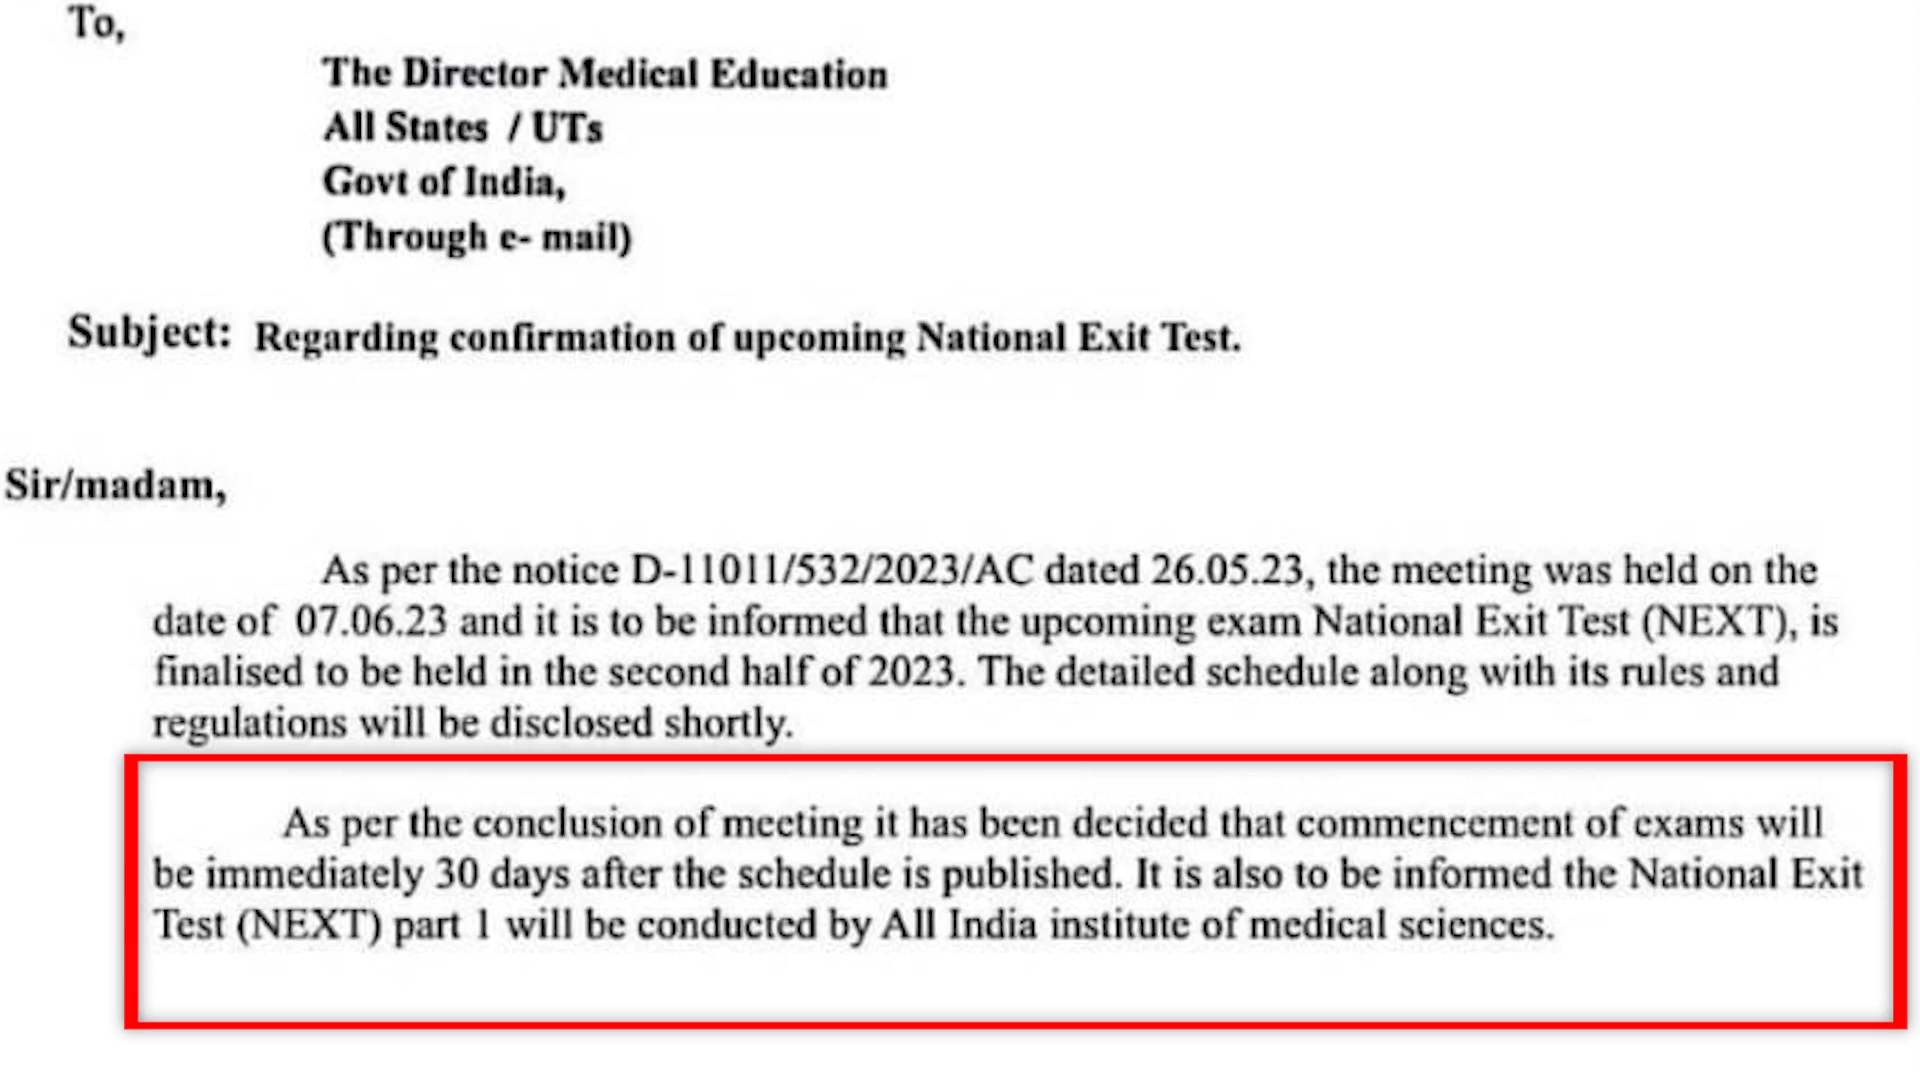 To,
The Director Medical Education
All States / UTs
Govt of India,
(Through e- mail)
Subject: Regarding confirmation of upcoming National Exit Test.
Sir/madam,
As per the notice D-11011/532/2023/AC dated 26.05.23, the meeting was held on the
date of 07.06.23 and it is to be informed that the upcoming exam National Exit Test (NEXT), is
finalised to be held in the second half of 2023. The detailed schedule along with its rules and
regulations will be disclosed shortly.
As per the conclusion of meeting it has been decided that commencement of exams will
be immediately 30 days after the schedule is published. It is also to be informed the National Exit
Test (NEXT) part 1 will be conducted by All India institute of medical sciences.